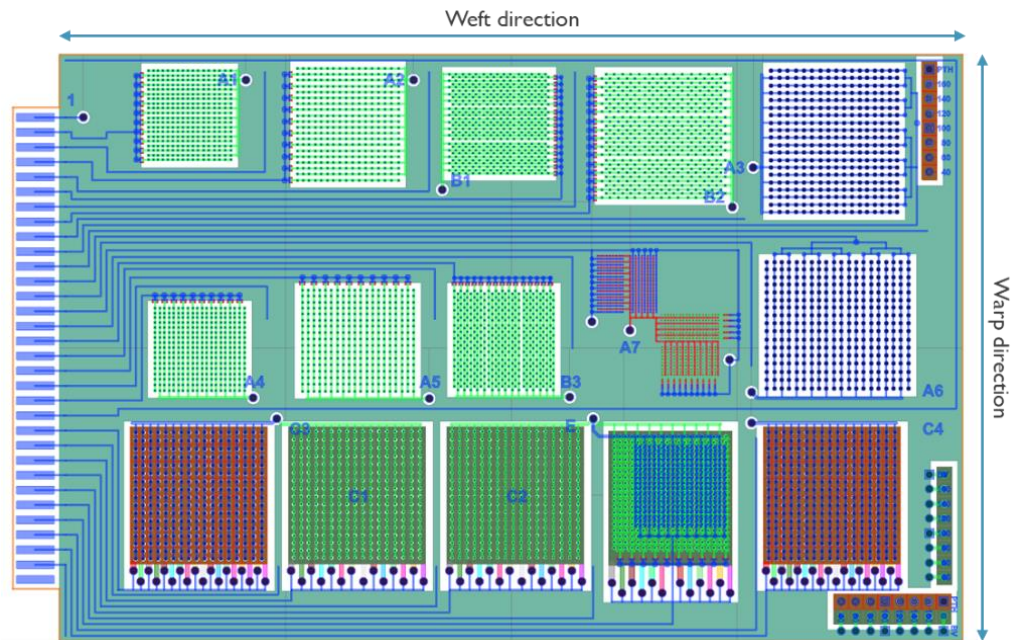 Weft direction
Warp direction
1
A1
A2
B1
B2
A3
PTH
160
140
120
100
80
60
40
A4
A5
B3
A7
A6
C3
C1
C2
E
C4
PTH